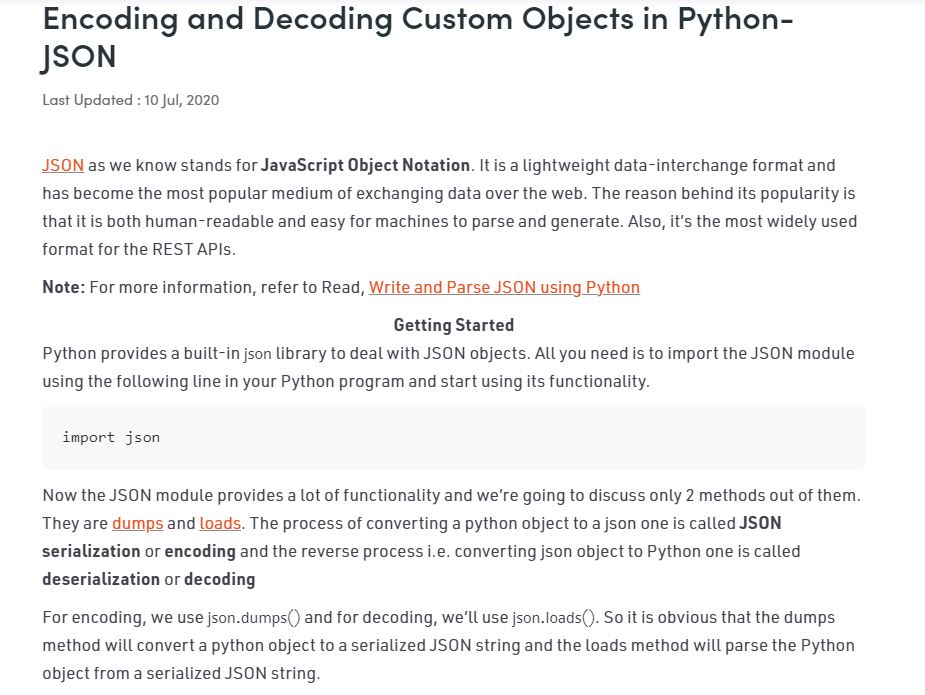 Encoding and Decoding Custom Objects in Python-
JSON
Last Updated : 10 Jul, 2020
JSON as we know stands for JavaScript Object Notation. It is a lightweight data-interchange format and
has become the most popular medium of exchanging data over the web. The reason behind its popularity is
that it is both human-readable and easy for machines to parse and generate. Also, it's the most widely used
format for the REST APIs.
Note: For more information, refer to Read, Write and Parse JSON using Python
Getting Started
Python provides a built-in json library to deal with JSON objects. All you need is to import the JSON module
using the following line in your Python program and start using its functionality.
import json
Now the JSON module provides a lot of functionality and we're going to discuss only 2 methods out of them.
They are dumps and loads. The process of converting a python object to a json one is called JSON
serialization or encoding and the reverse process i.e. converting json object to Python one is called
deserialization or decoding
For encoding, we use json.dumps() and for decoding, we'll use json.loads(). So it is obvious that the dumps
method will convert a python object to a serialized JSON string and the loads method will parse the Python
object from a serialized JSON string.